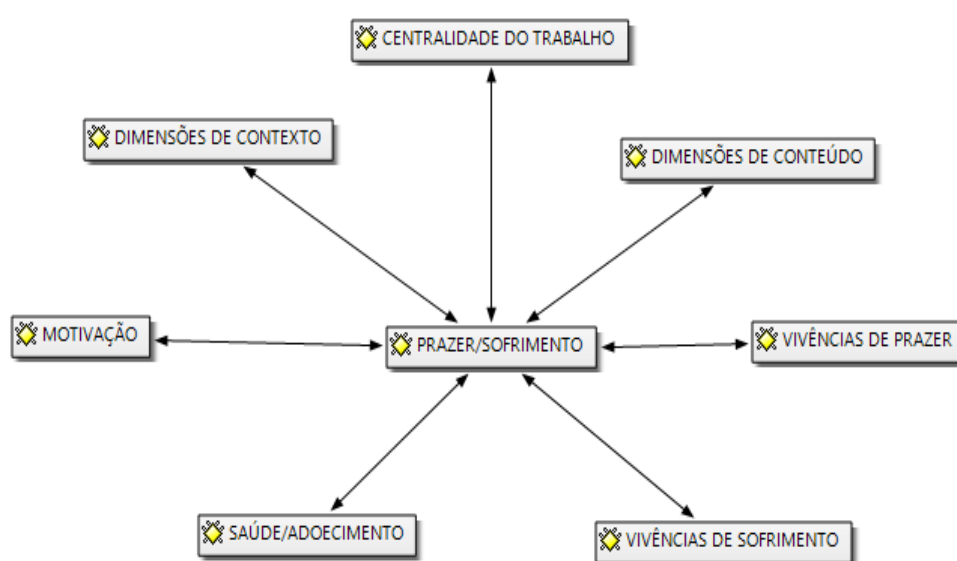 CENTRALIDADE DO TRABALHO
DIMENSÕES DE CONTEXTO
DIMENSÕES DE CONTEÚDO
MOTIVAÇÃO
PRAZER/SOFRIMENTO
VIVÊNCIAS DE PRAZER
SAÚDE/ADOECIMENTO
VIVÊNCIAS DE SOFRIMENTO